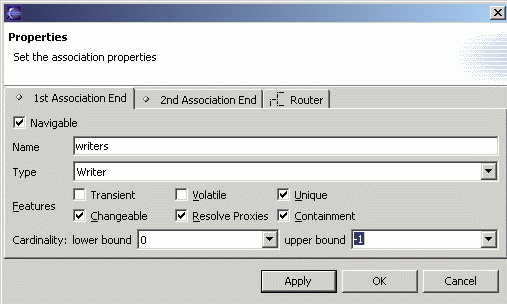 Properties
Set the association properties
1st Association End 2nd Association End Router
Navigable
Name writers
Type Writer
Features Transient Volatile Unique
Changeable Resolve Proxies Containment
Cardinality: lower bound 0 upper bound -1
Apply OK Cancel